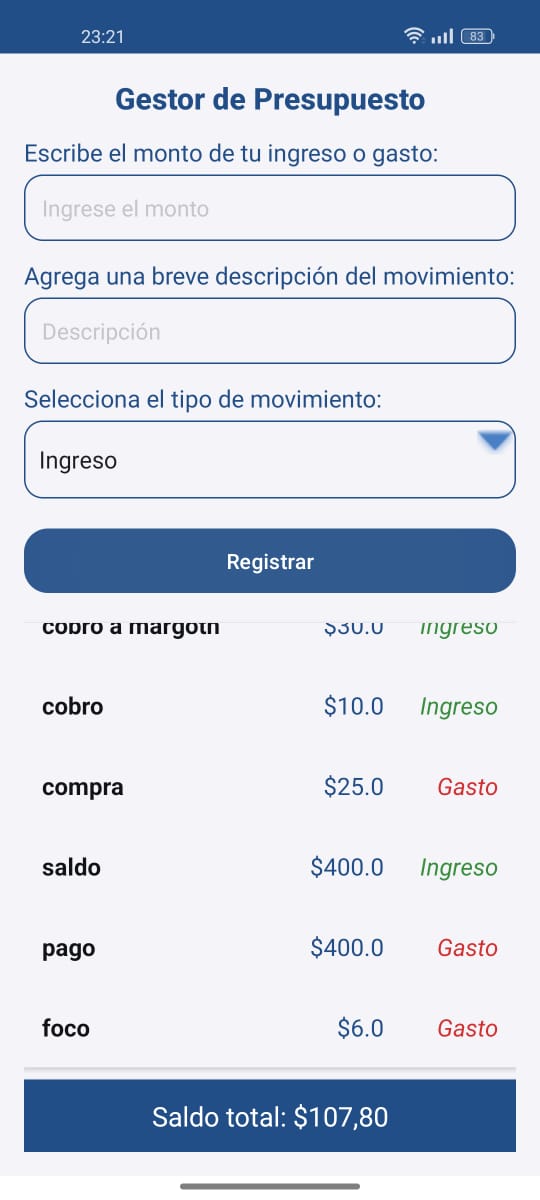 23:21
83
Gestor de Presupuesto
Escribe el monto de tu ingreso o gasto:
Ingrese el monto
Agrega una breve descripción del movimiento:
Descripción
Selecciona el tipo de movimiento:
Ingreso
Registrar
cobro a margoth $30.0 Ingreso
cobro $10.0 Ingreso
compra $25.0 Gasto
saldo $400.0 Ingreso
pago $400.0 Gasto
foco $6.0 Gasto
Saldo total: $107,80